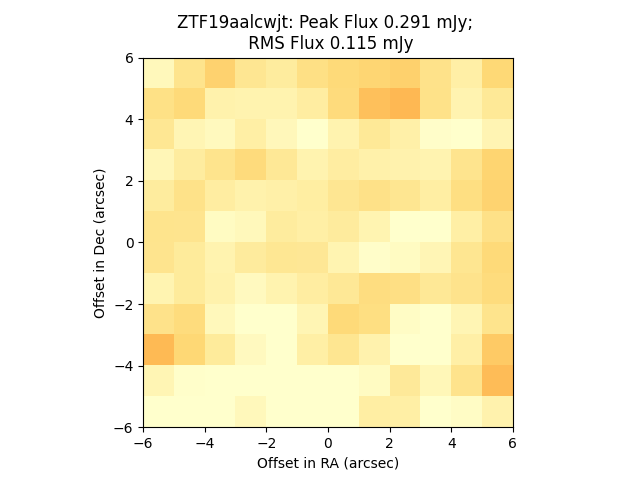 ZTF19aalcwjt: Peak Flux 0.291 mJy;
RMS Flux 0.115 mJy
6
4
2
0
−2
−4
−6
Offset in Dec (arcsec)
−6 −4 −2 0 2 4 6
Offset in RA (arcsec)